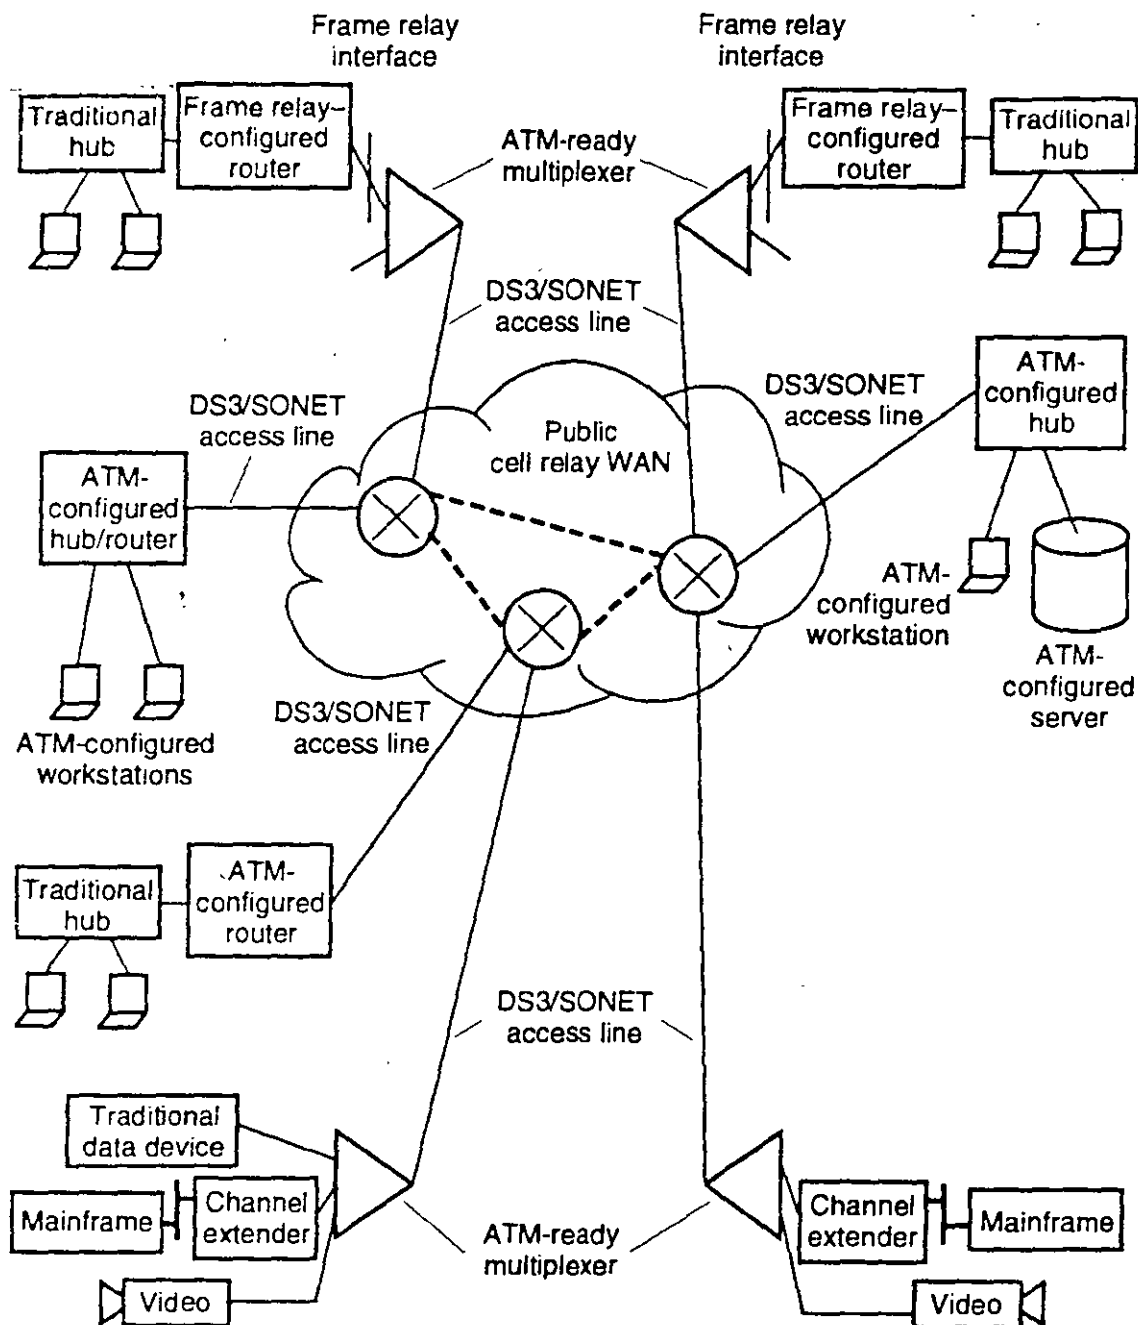 Frame relay
interface
Frame relay
interface
Traditional
hub
Frame relay–
configured
router
ATM-ready
multiplexer
Frame relay–
configured
router
Traditional
hub
DS3/SONET
access line
DS3/SONET
access line
Public
cell relay WAN
DS3/SONET
access line
ATM-
configured
hub
ATM-
configured
hub/router
ATM-
configured
workstation
ATM-
configured
server
ATM-configured
workstations
DS3/SONET
access line
Traditional
hub
ATM-
configured
router
DS3/SONET
access line
Traditional
data device
Mainframe
Channel
extender
Video
ATM-ready
multiplexer
Channel
extender
Mainframe
Video